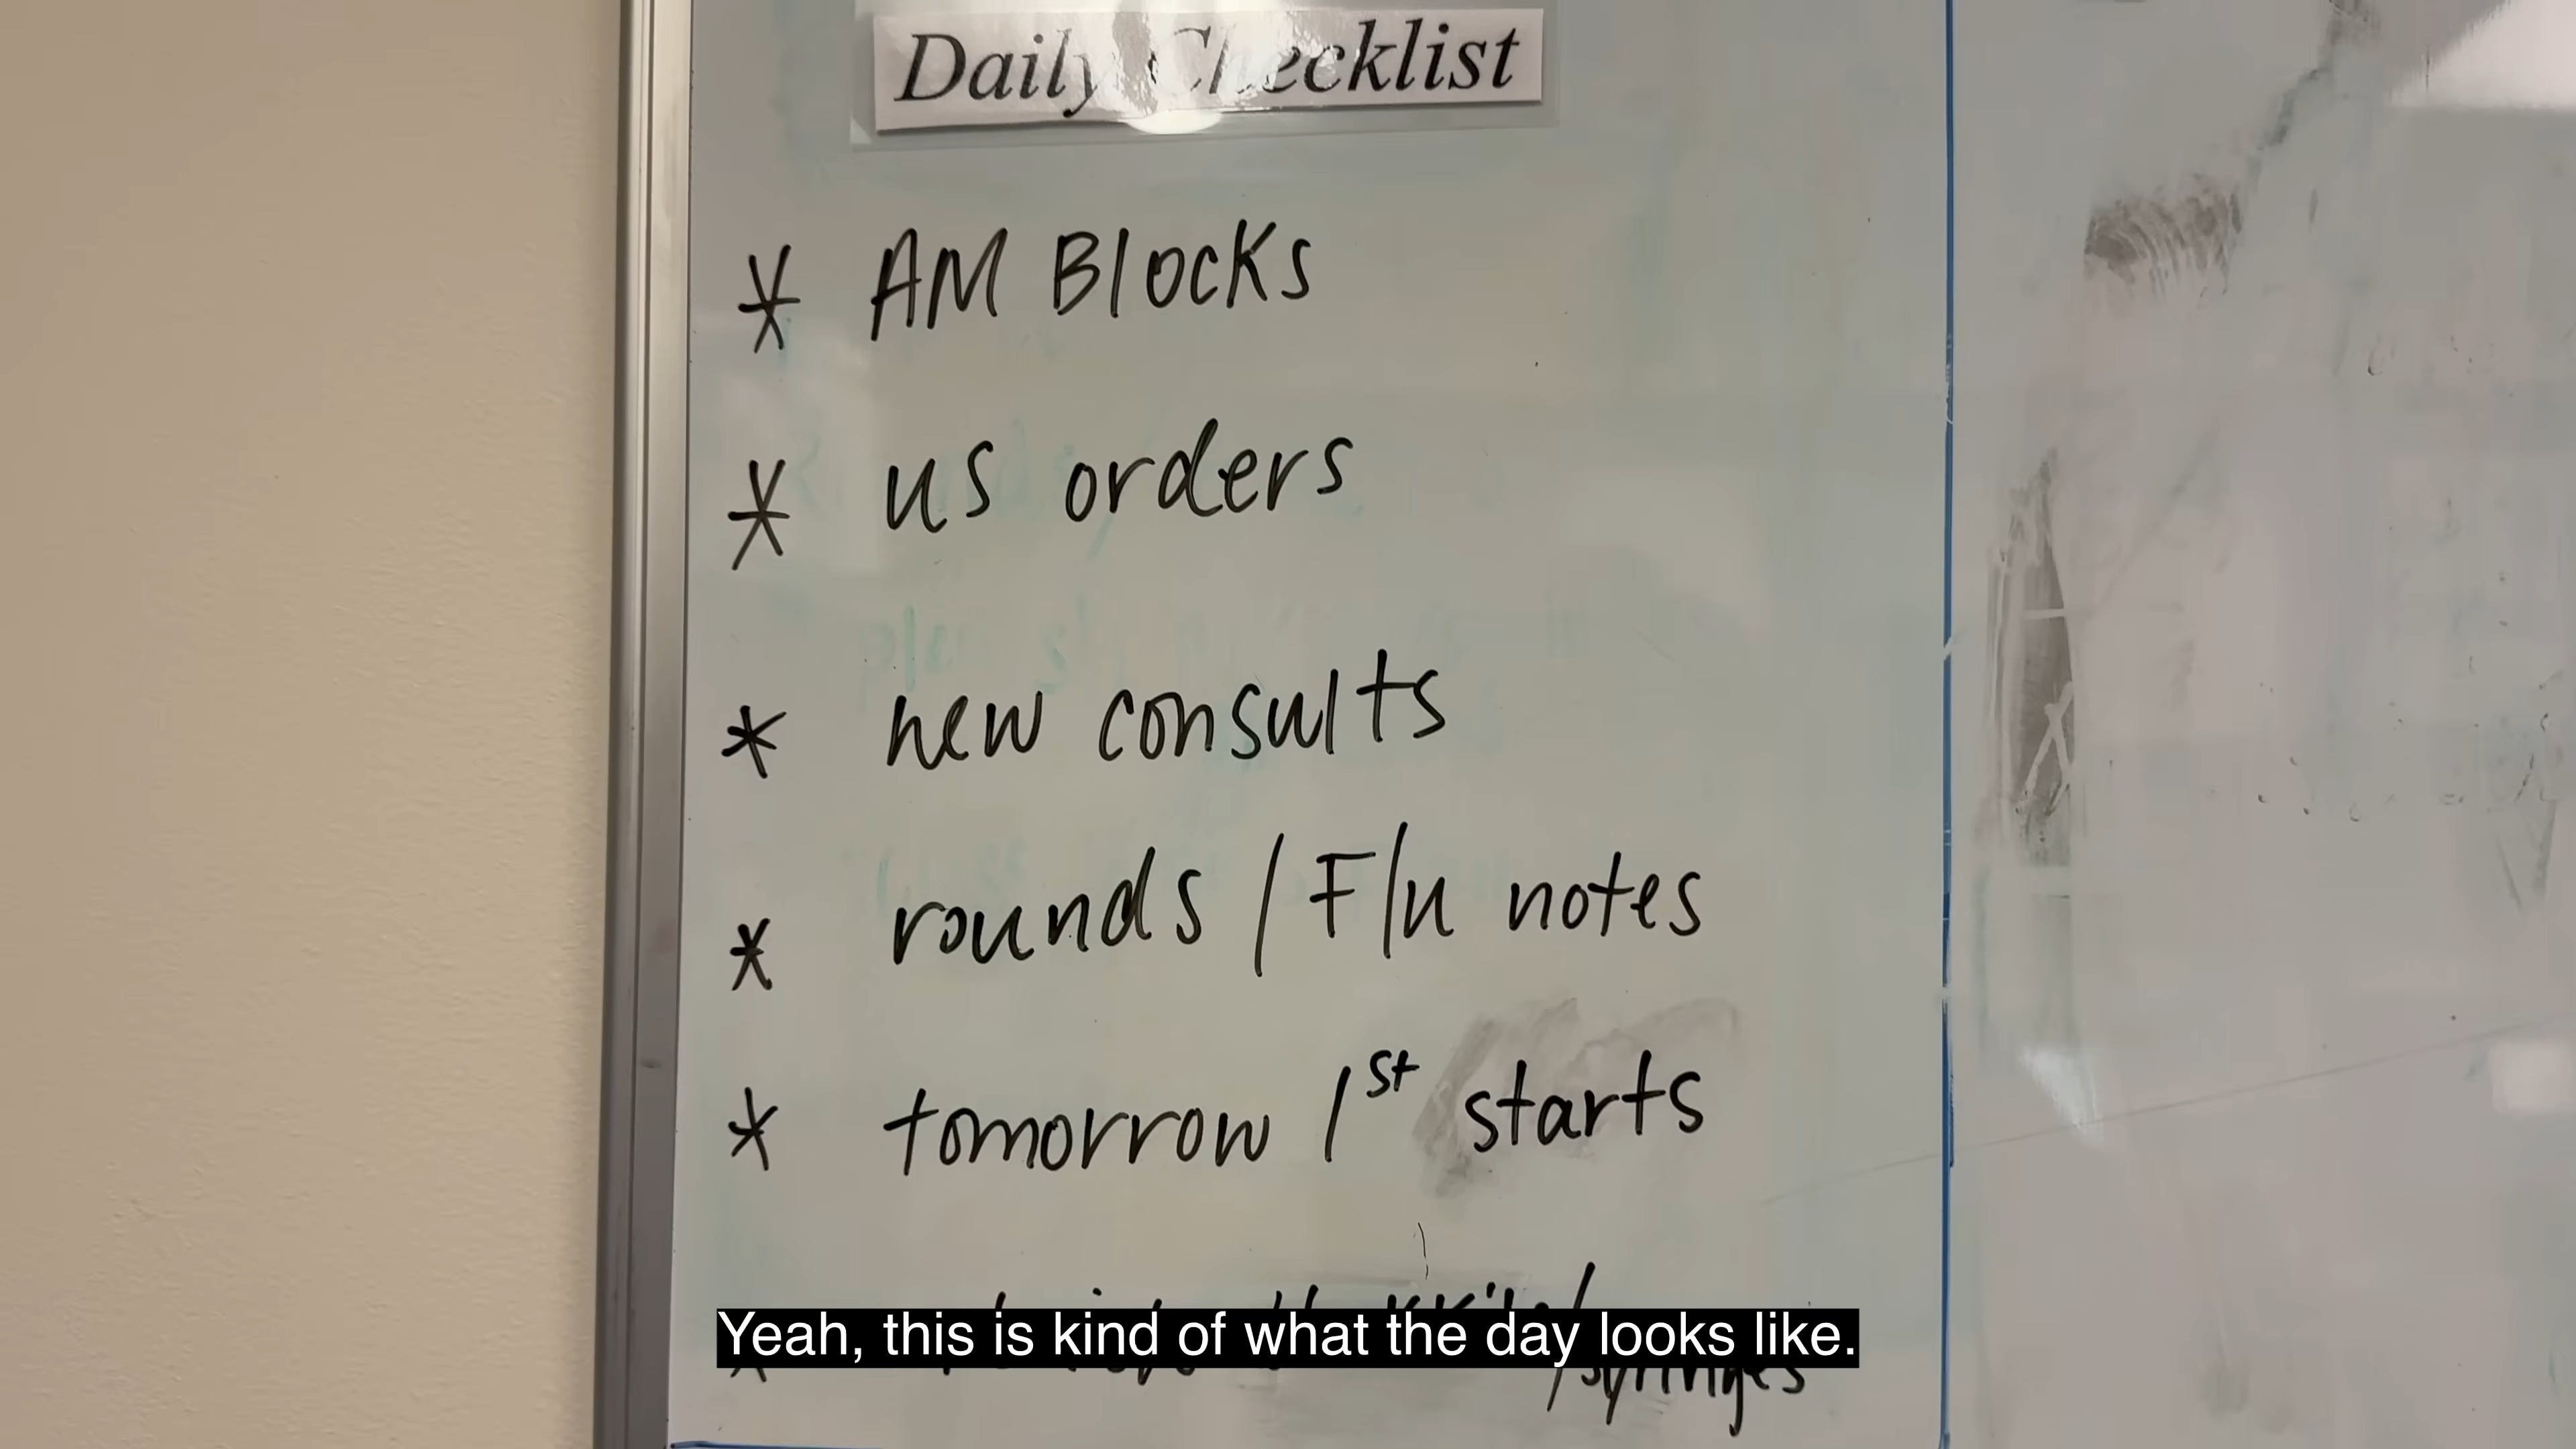 Daily Checklist
* AM Blocks
* us orders
* new consults
* rounds / F/u notes
* tomorrow 1st starts
/syringes
Yeah, this is kind of what the day looks like.